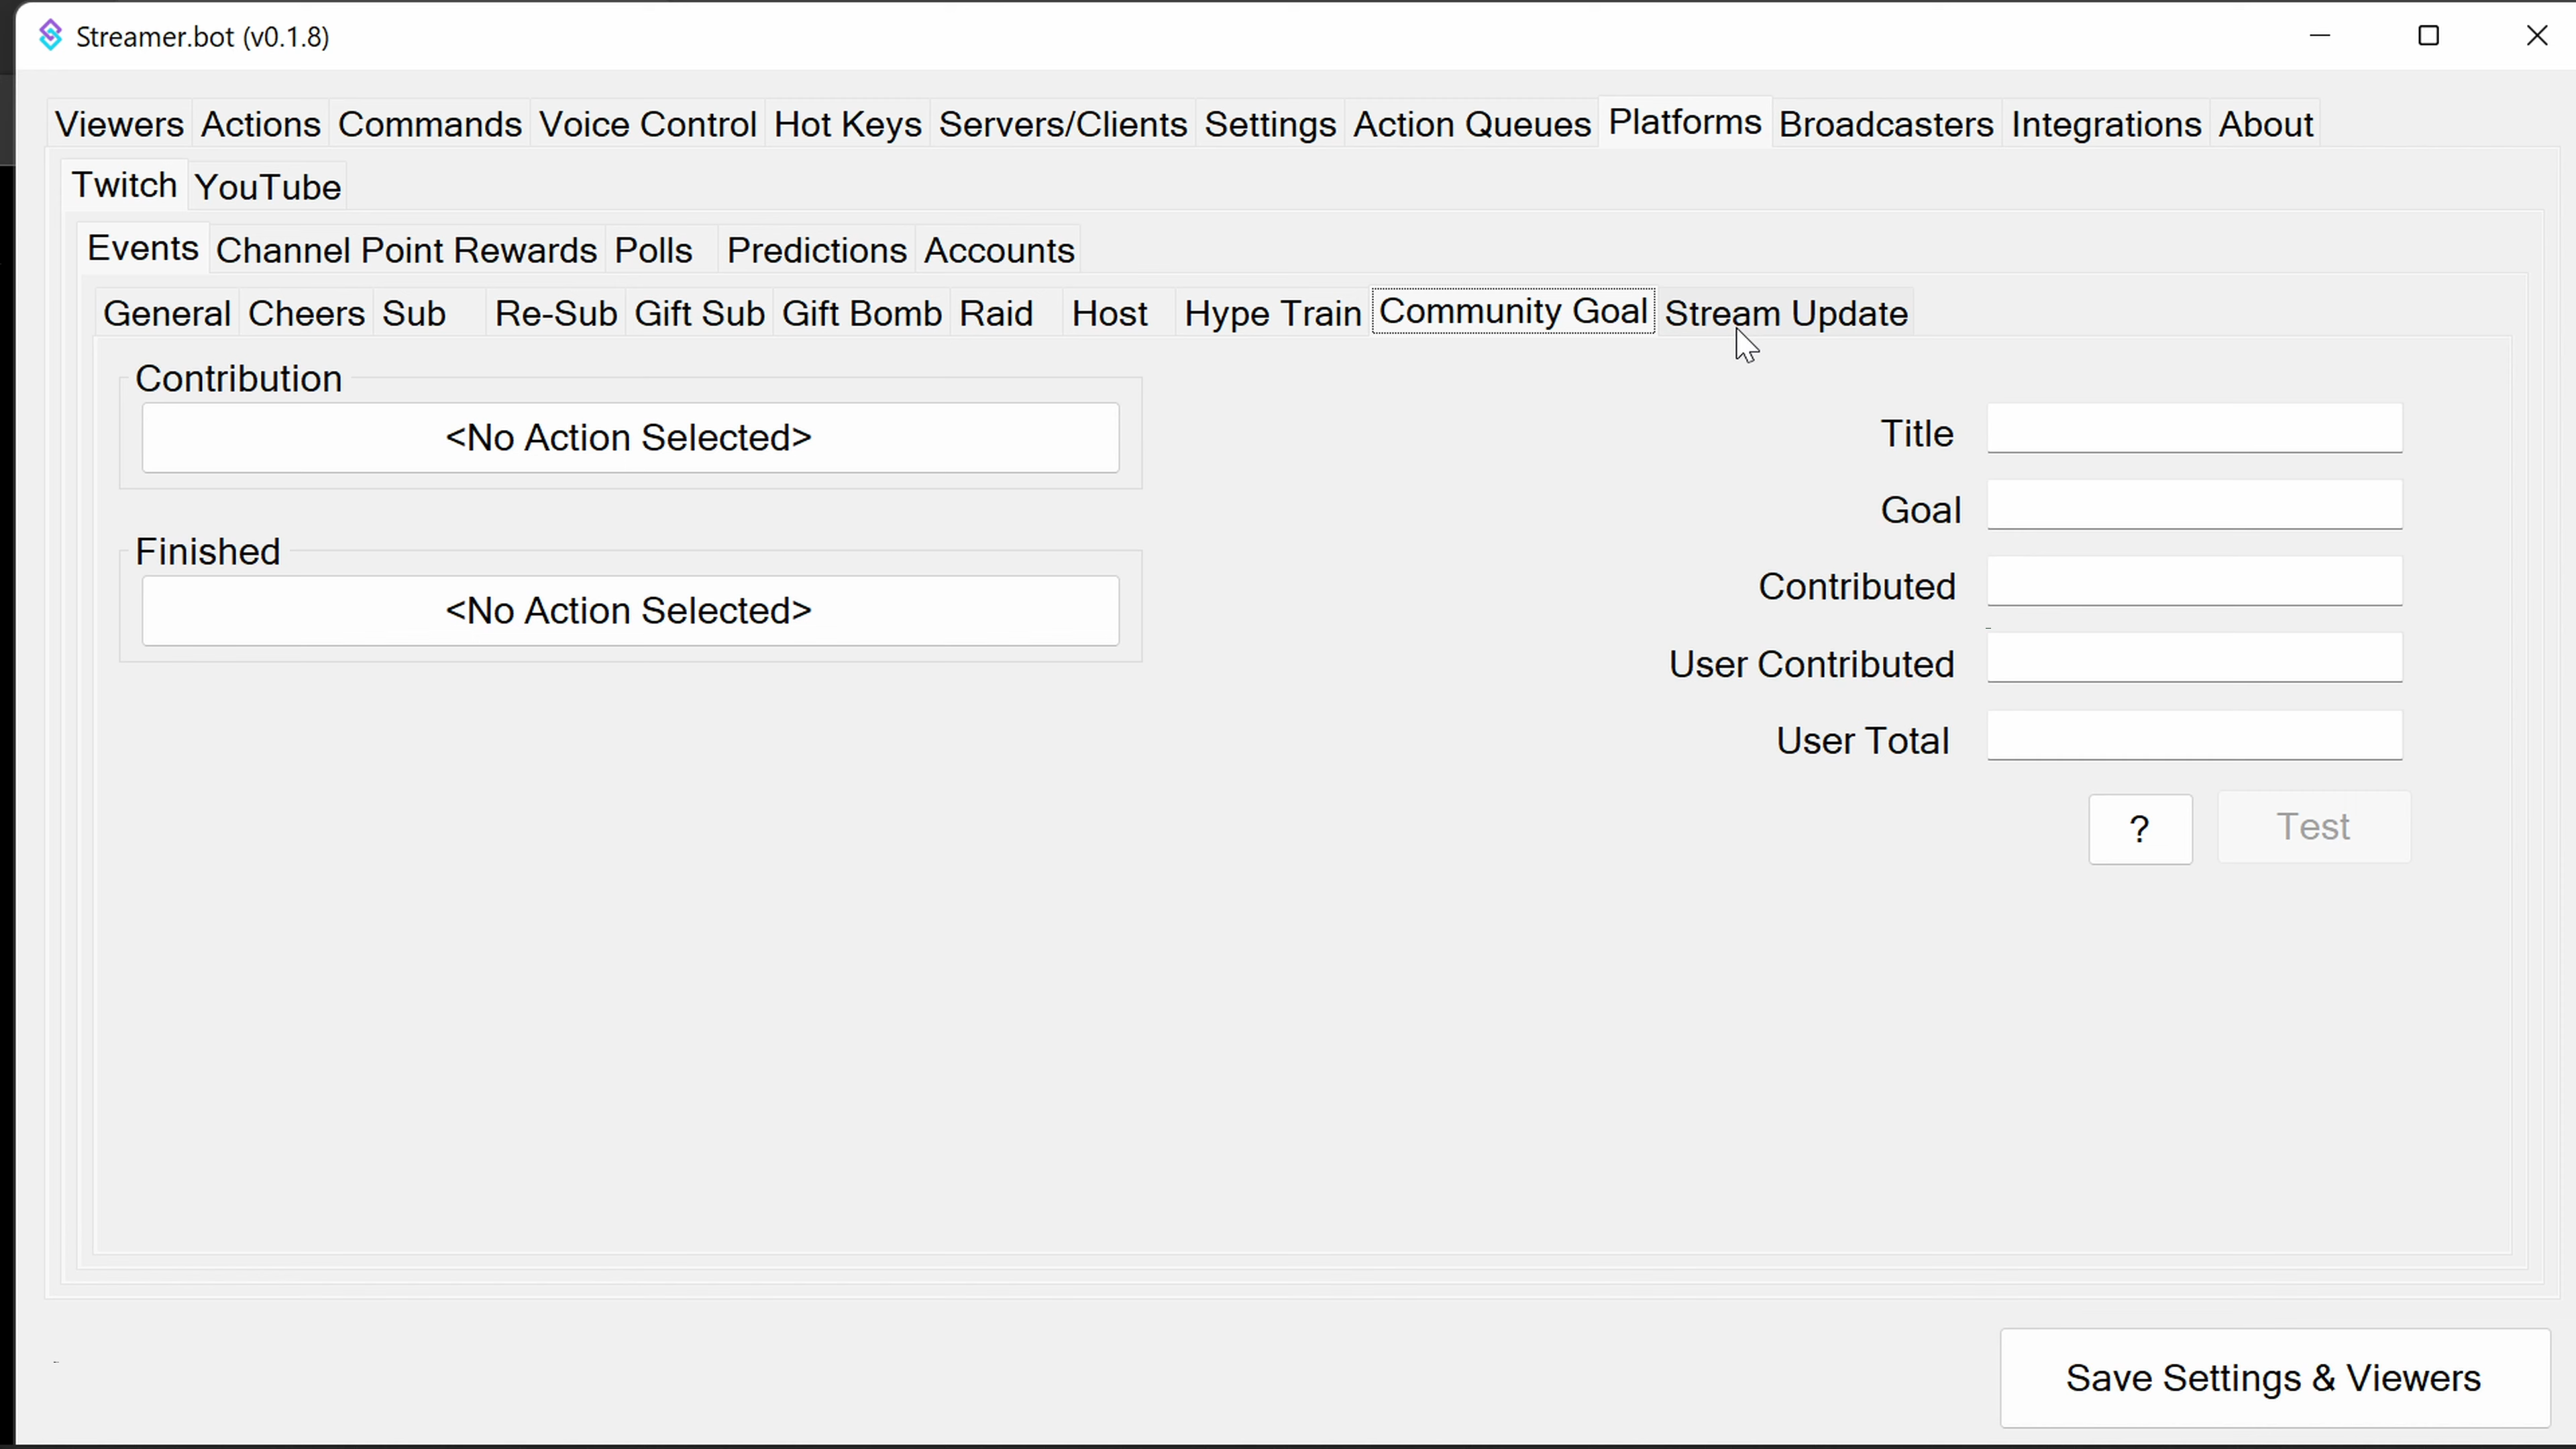 Streamer.bot (v0.1.8)
Viewers Actions Commands Voice Control Hot Keys Servers/Clients Settings Action Queues Platforms Broadcasters Integrations About
Twitch YouTube
Events Channel Point Rewards Polls Predictions Accounts
General Cheers Sub Re-Sub Gift Sub Gift Bomb Raid Host Hype Train Community Goal Stream Update
Contribution
<No Action Selected>
Finished
<No Action Selected>
Title
Goal
Contributed
User Contributed
User Total
? Test
Save Settings & Viewers